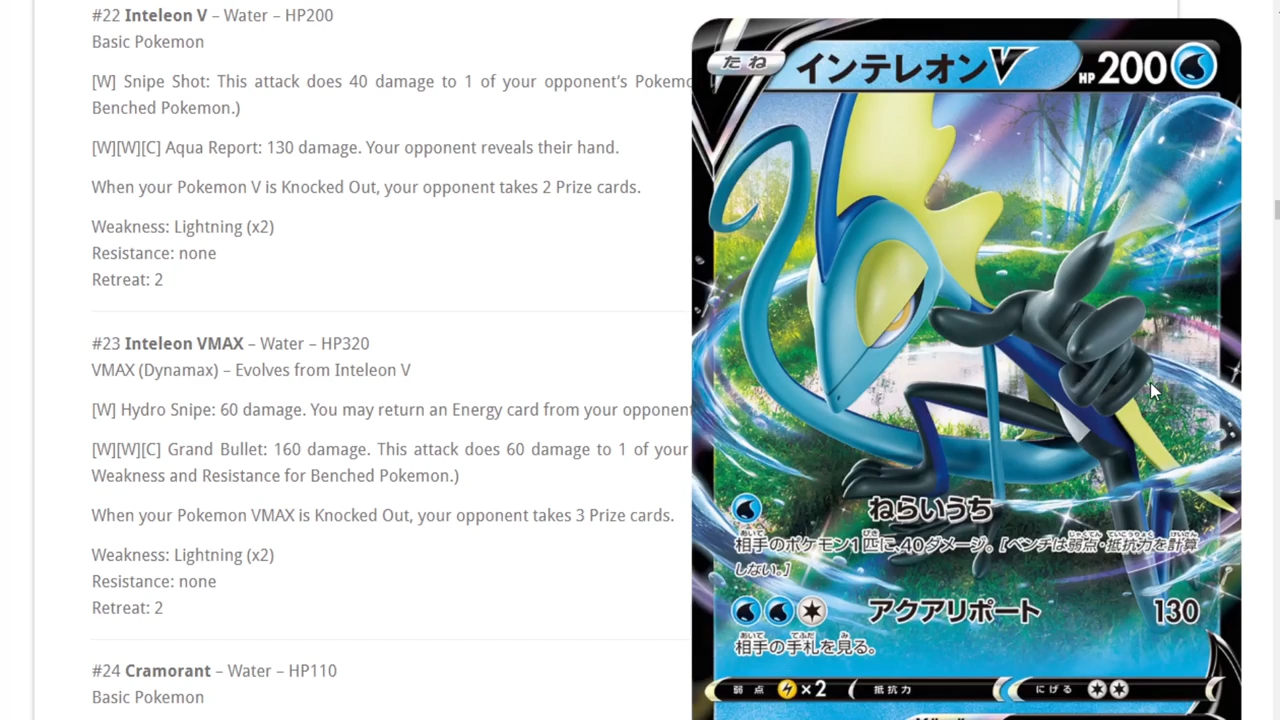 #22 Inteleon V – Water – HP200
Basic Pokemon
[W] Snipe Shot: This attack does 40 damage to 1 of your opponent’s
Benched Pokemon.)
[W][W][C] Aqua Report: 130 damage. Your opponent reveals their hand.
When your Pokemon V is Knocked Out, your opponent takes 2 Prize cards.
Weakness: Lightning (x2)
Resistance: none
Retreat: 2
#23 Inteleon VMAX – Water – HP320
VMAX (Dynamax) – Evolves from Inteleon V
[W] Hydro Snipe: 60 damage. You may return an Energy card from your opponent
[W][W][C] Grand Bullet: 160 damage. This attack does 60 damage to 1 of your
Weakness and Resistance for Benched Pokemon.)
When your Pokemon VMAX is Knocked Out, your opponent takes 3 Prize cards.
Weakness: Lightning (x2)
Resistance: none
Retreat: 2
#24 Cramorant – Water – HP110
Basic Pokemon
たね インテレオンV HP 200
ねらいうち
相手のポケモン1匹に、40ダメージ。[ベンチは弱点・抵抗力を計算
しない。]
アクアリポート 130
相手の手札を見る。
弱点 ×2 抵抗力 にげる